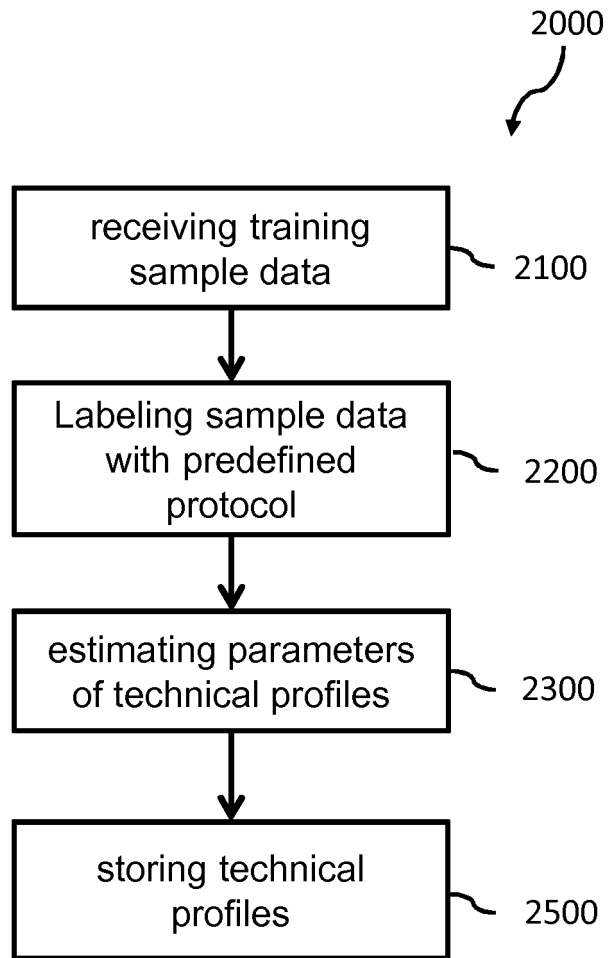 2000
receiving training
sample data
2100
Labeling sample data
with predefined
protocol
2200
estimating parameters
of technical profiles
2300
storing technical
profiles
2500